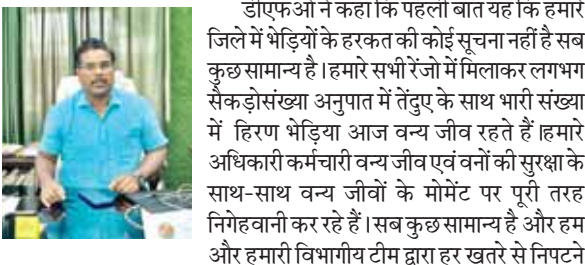 डीएफओ ने कहा कि पहली बात यह कि हमारे
जिले में भेड़ियों के हरकत की कोई सूचना नहीं है सब
कुछ सामान्य है। हमारे सभी रेंजो में मिलाकर लगभग
सैकड़ोसंख्या अनुपात में तेंदुए के साथ भारी संख्या
में हिरण भेड़िया आज वन्य जीव रहते हैं।हमारे
अधिकारी कर्मचारी वन्य जीव एवं वनों की सुरक्षा के
साथ-साथ वन्य जीवों के मोमेंट पर पूरी तरह
निगेहवानी कर रहे हैं। सब कुछ सामान्य है और हम
और हमारी विभागीय टीम द्वारा हर खतरे से निपटने